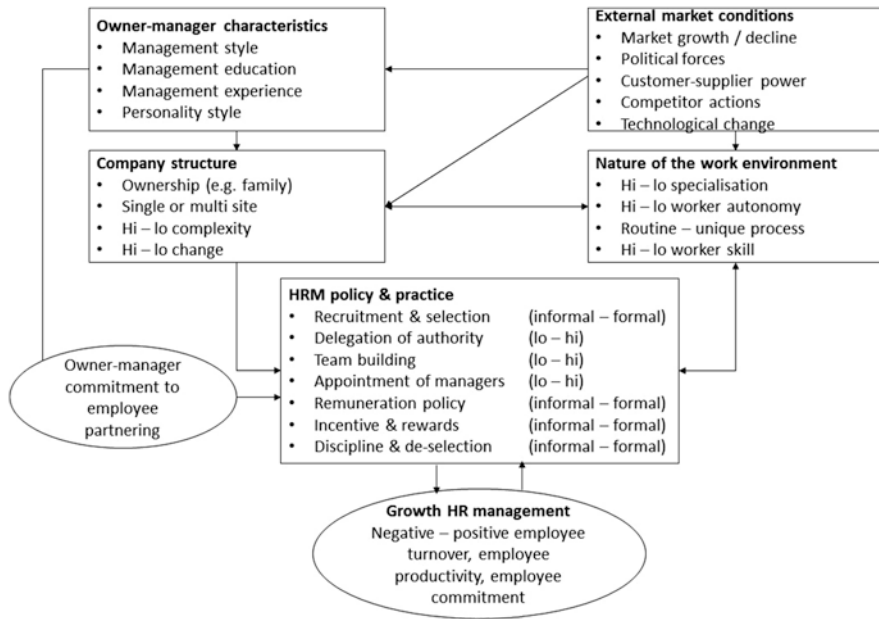 Owner-manager characteristics
• Management style
• Management education
• Management experience
• Personality style
External market conditions
• Market growth / decline
• Political forces
• Customer-supplier power
• Competitor actions
• Technological change
Company structure
• Ownership (e.g. family)
• Single or multi site
• Hi – lo complexity
• Hi – lo change
Nature of the work environment
• Hi – lo specialisation
• Hi – lo worker autonomy
• Routine – unique process
• Hi – lo worker skill
HRM policy & practice
• Recruitment & selection (informal – formal)
• Delegation of authority (lo – hi)
• Team building (lo – hi)
• Appointment of managers (lo – hi)
• Remuneration policy (informal – formal)
• Incentive & rewards (informal – formal)
• Discipline & de-selection (informal – formal)
Owner-manager
commitment to
employee
partnering
Growth HR management
Negative – positive employee
turnover, employee
productivity, employee
commitment